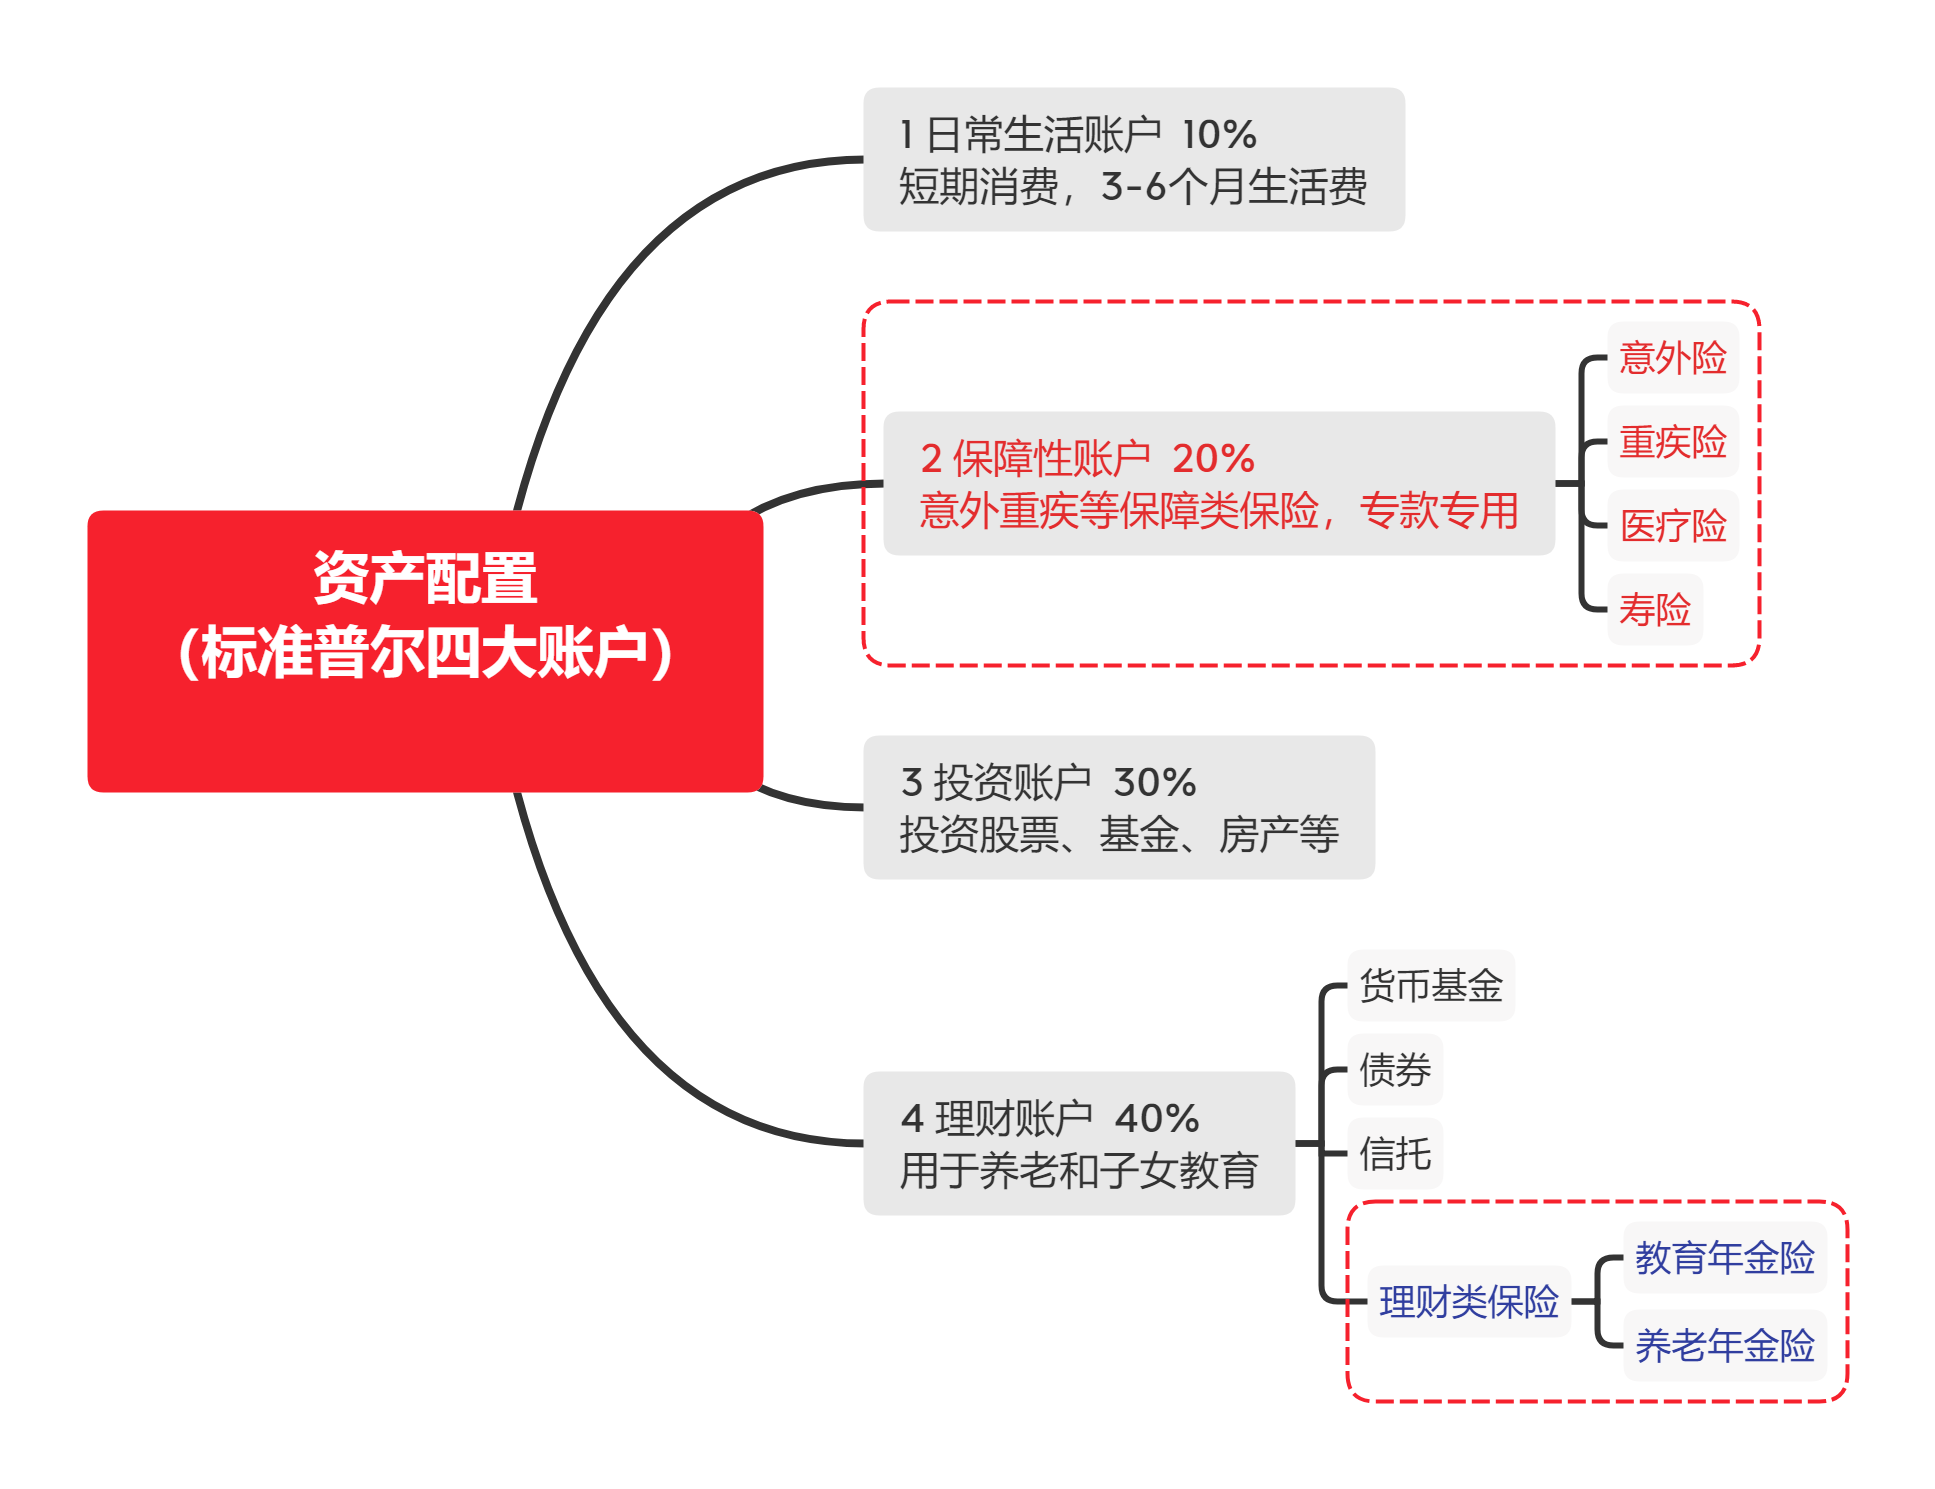 资产配置
(标准普尔四大账户)
1 日常生活账户 10%
短期消费，3-6个月生活费
2 保障性账户 20%
意外重疾等保障类保险，专款专用
意外险
重疾险
医疗险
寿险
3 投资账户 30%
投资股票、基金、房产等
4 理财账户 40%
用于养老和子女教育
货币基金
债券
信托
理财类保险
教育年金险
养老年金险